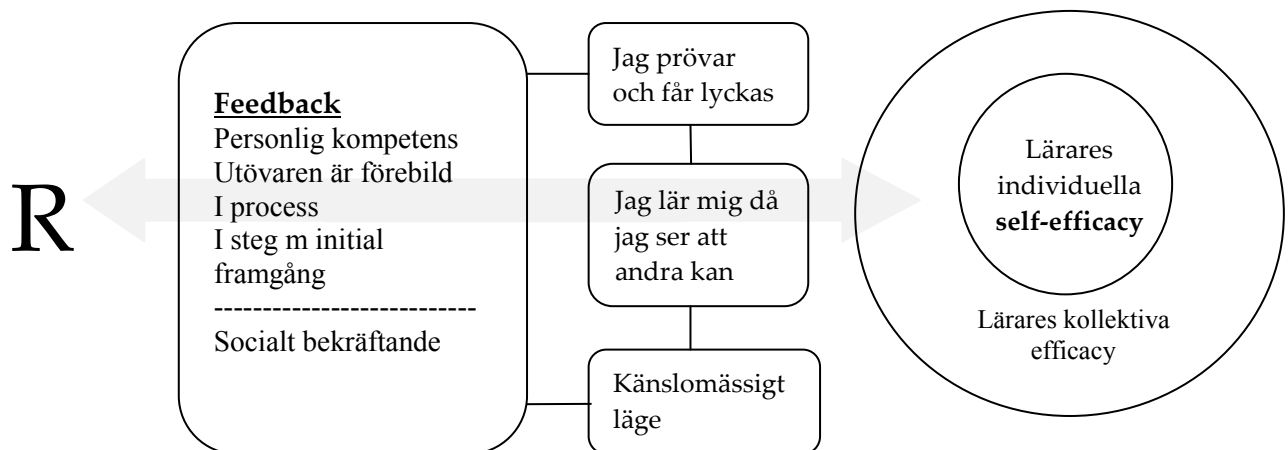 R
Feedback
Personlig kompetens
Utövaren är förebild
I process
I steg m initial
framgång
---------------------------
Socialt bekräftande
Jag prövar
och får lyckas
Jag lär mig då
jag ser att
andra kan
Känslomässigt
läge
Lärares
individuella
self-efficacy
Lärares kollektiva
efficacy